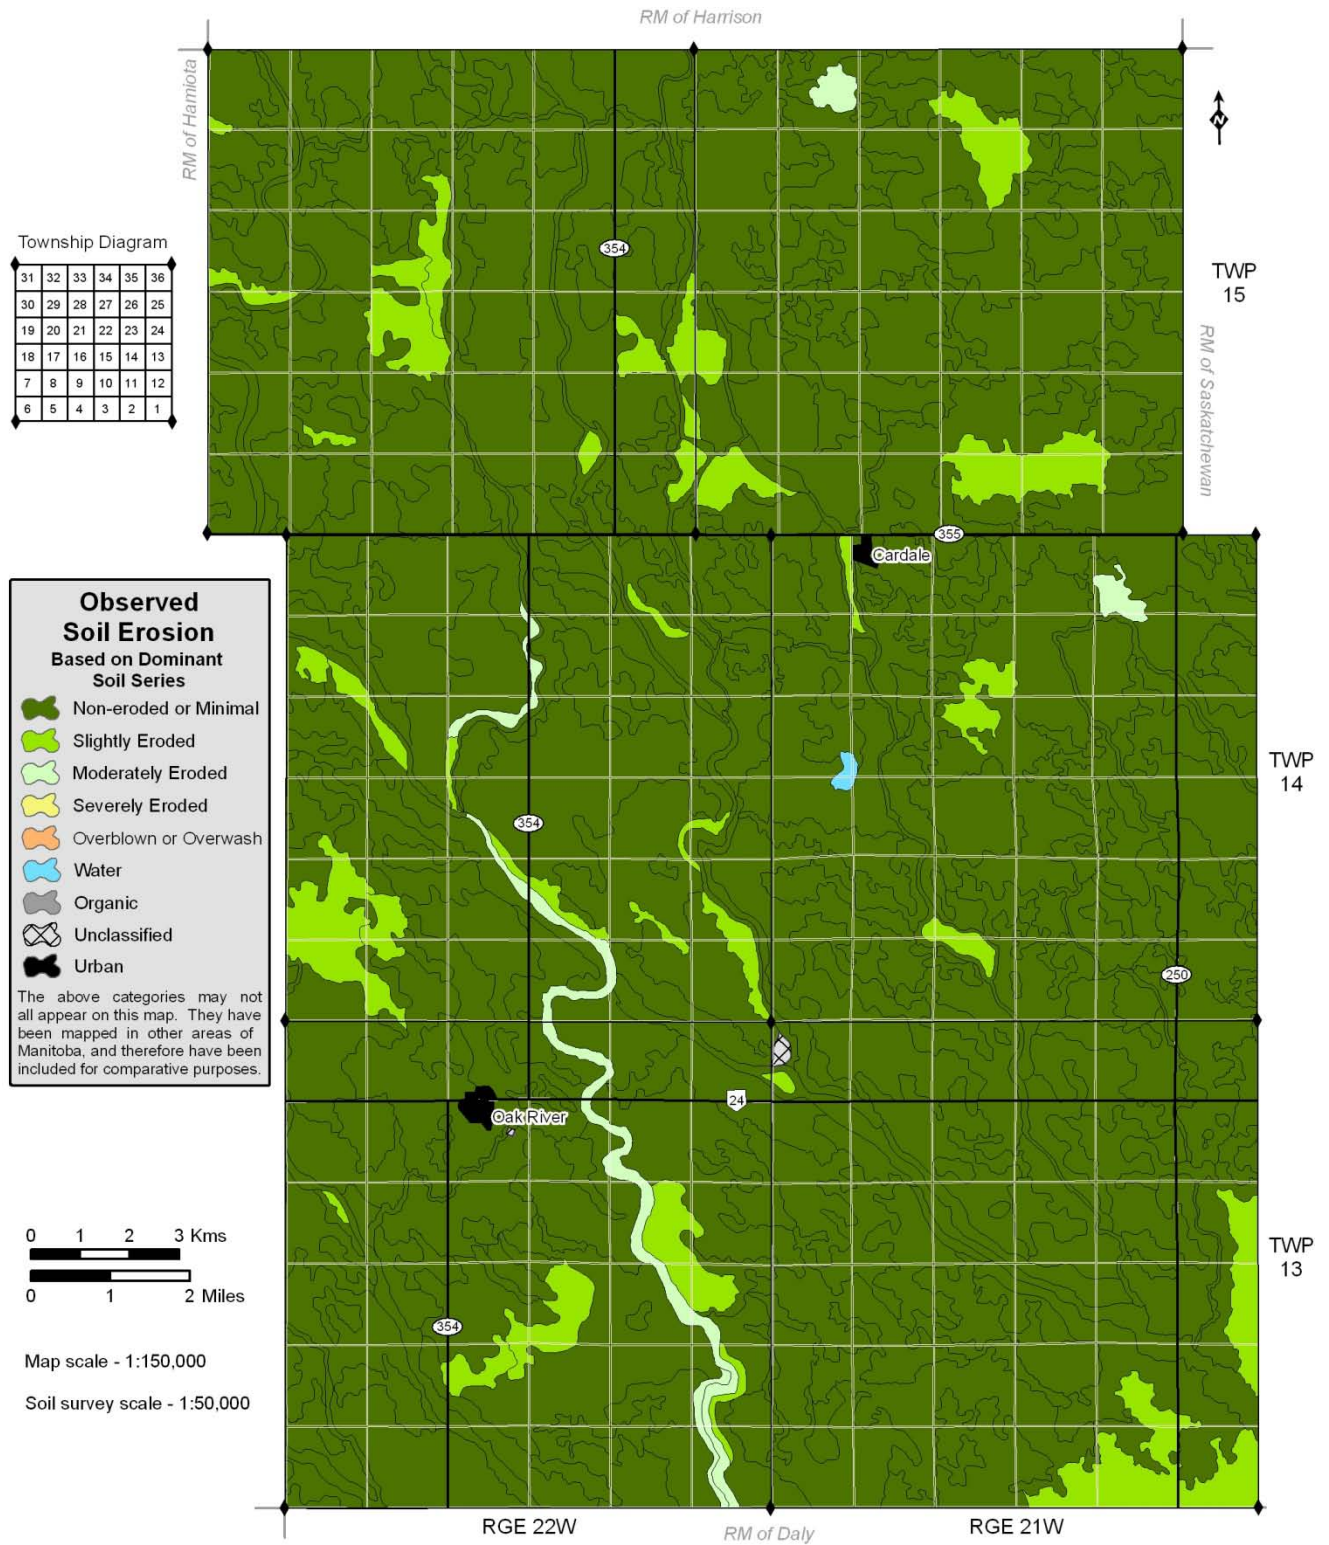 RM of Harrison
RM of Hamiota
N
Township Diagram
31 32 33 34 35 36
30 29 28 27 26 25
19 20 21 22 23 24
18 17 16 15 14 13
7 8 9 10 11 12
6 5 4 3 2 1
354
TWP
15
RM of Saskatchewan
355
Cardale
Observed
Soil Erosion
Based on Dominant
Soil Series
Non-eroded or Minimal
Slightly Eroded
Moderately Eroded
Severely Eroded
Overblown or Overwash
Water
Organic
Unclassified
Urban
The above categories may not
all appear on this map. They have
been mapped in other areas of
Manitoba, and therefore have been
included for comparative purposes.
TWP
14
354
250
24
Oak River
0 1 2 3 Kms
0 1 2 Miles
TWP
13
354
Map scale - 1:150,000
Soil survey scale - 1:50,000
RGE 22W
RM of Daly
RGE 21W